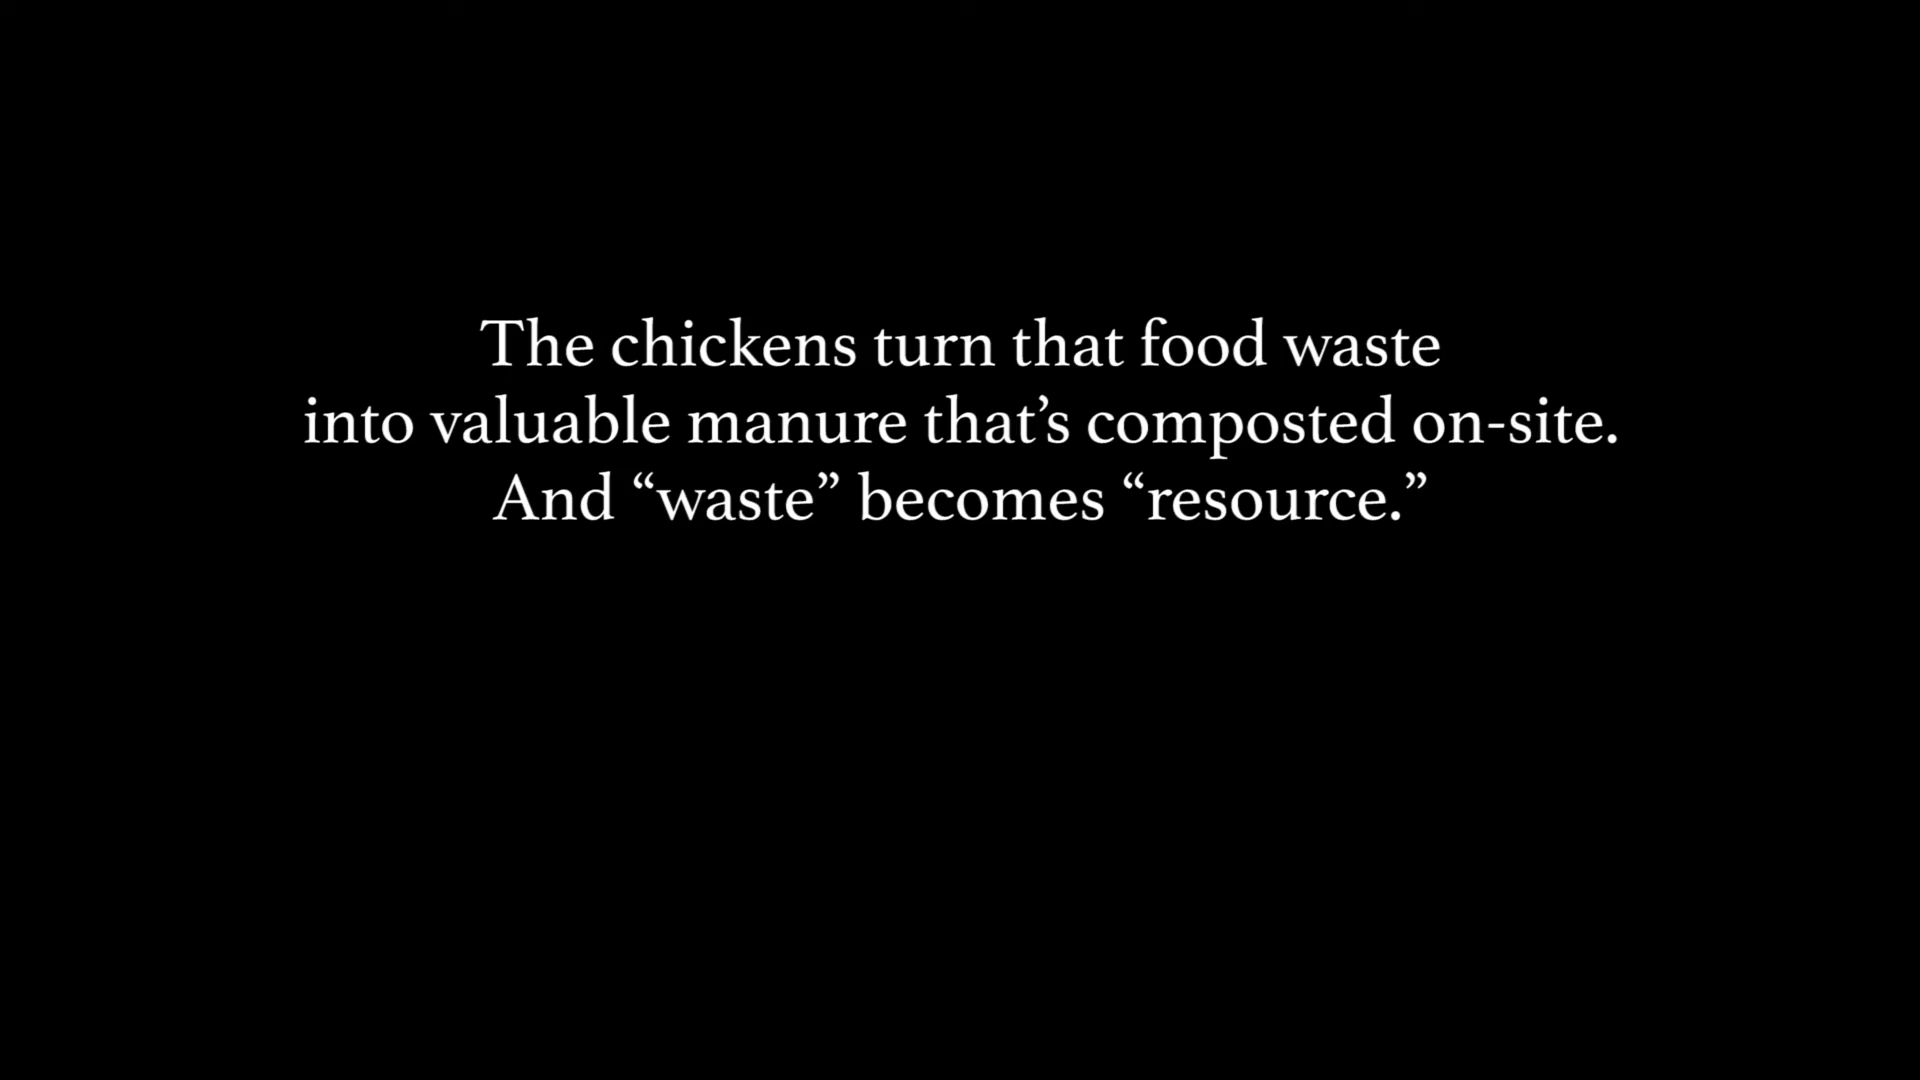 The chickens turn that food waste
into valuable manure that’s composted on-site.
And “waste” becomes “resource.”